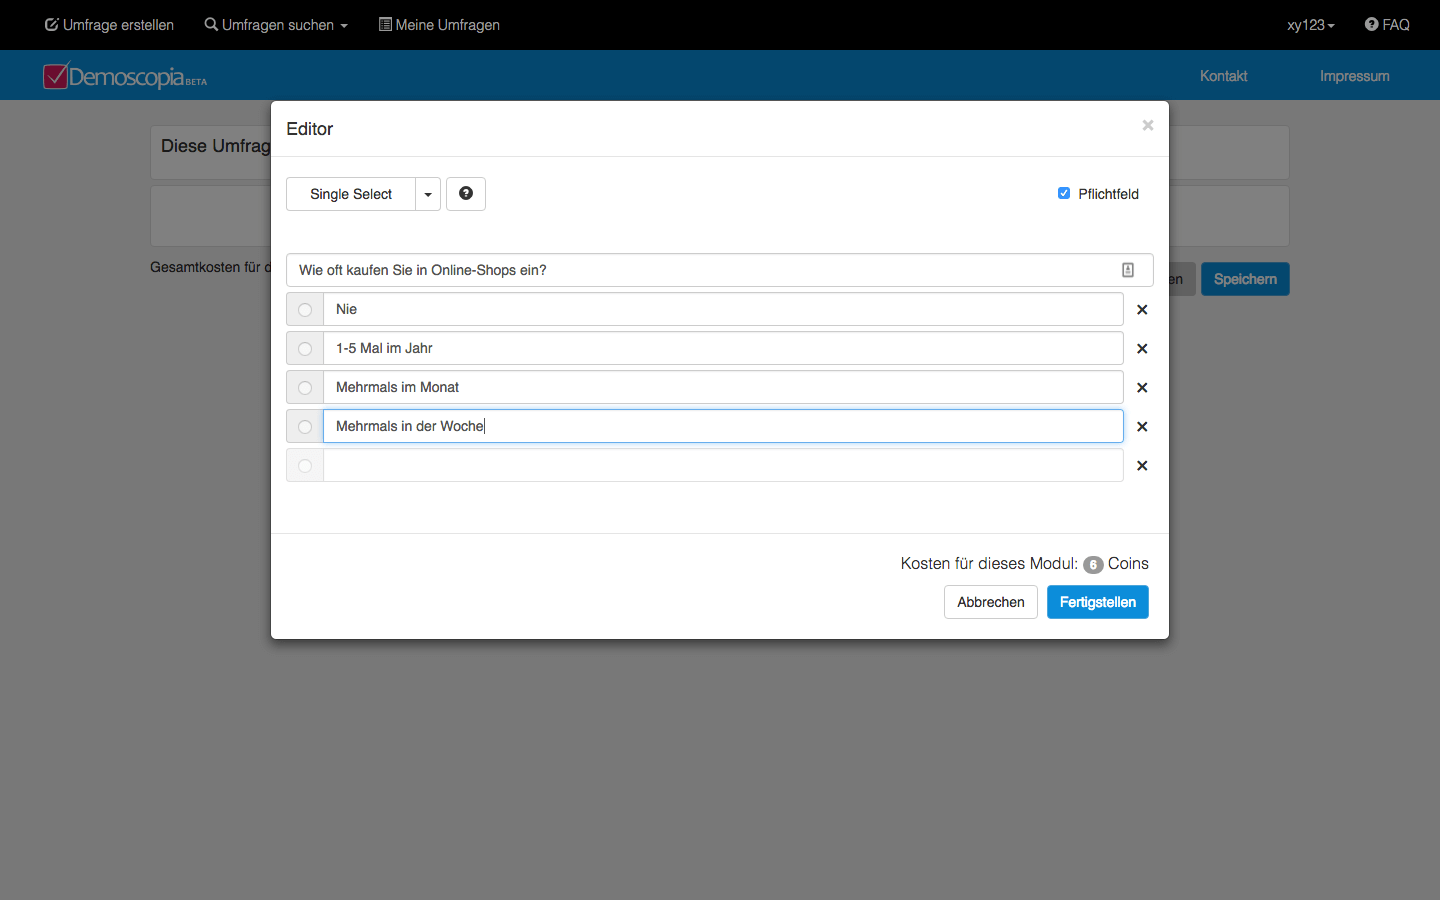 Umfrage erstellen Umfragen suchen Meine Umfragen xy123 FAQ
Demoscopia BETA Kontakt Impressum
Editor ×
Diese Umfrag
Single Select Pflichtfeld
Gesamtkosten für d
Wie oft kaufen Sie in Online-Shops ein?
en Speichern
Nie
1-5 Mal im Jahr
Mehrmals im Monat
Mehrmals in der Woche
Kosten für dieses Modul: 6 Coins
Abbrechen Fertigstellen